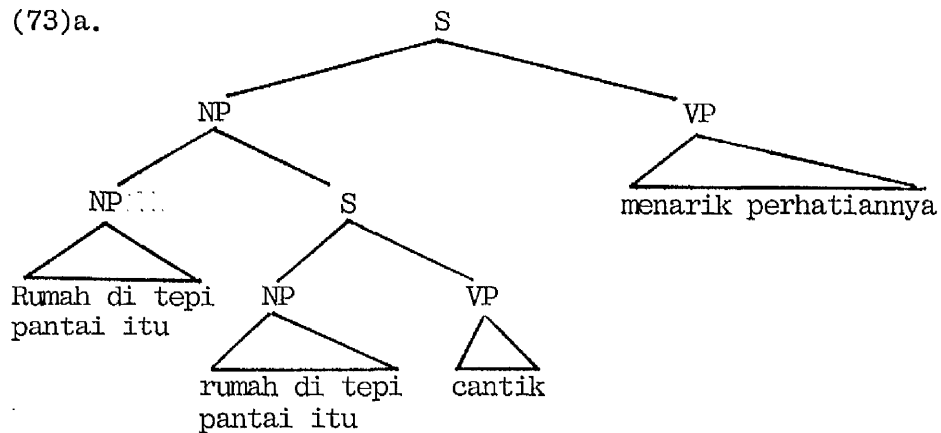 (73)a.
S
NP VP
NP S
menarik perhatiannya
Rumah di tepi
pantai itu
NP VP
rumah di tepi
pantai itu
cantik